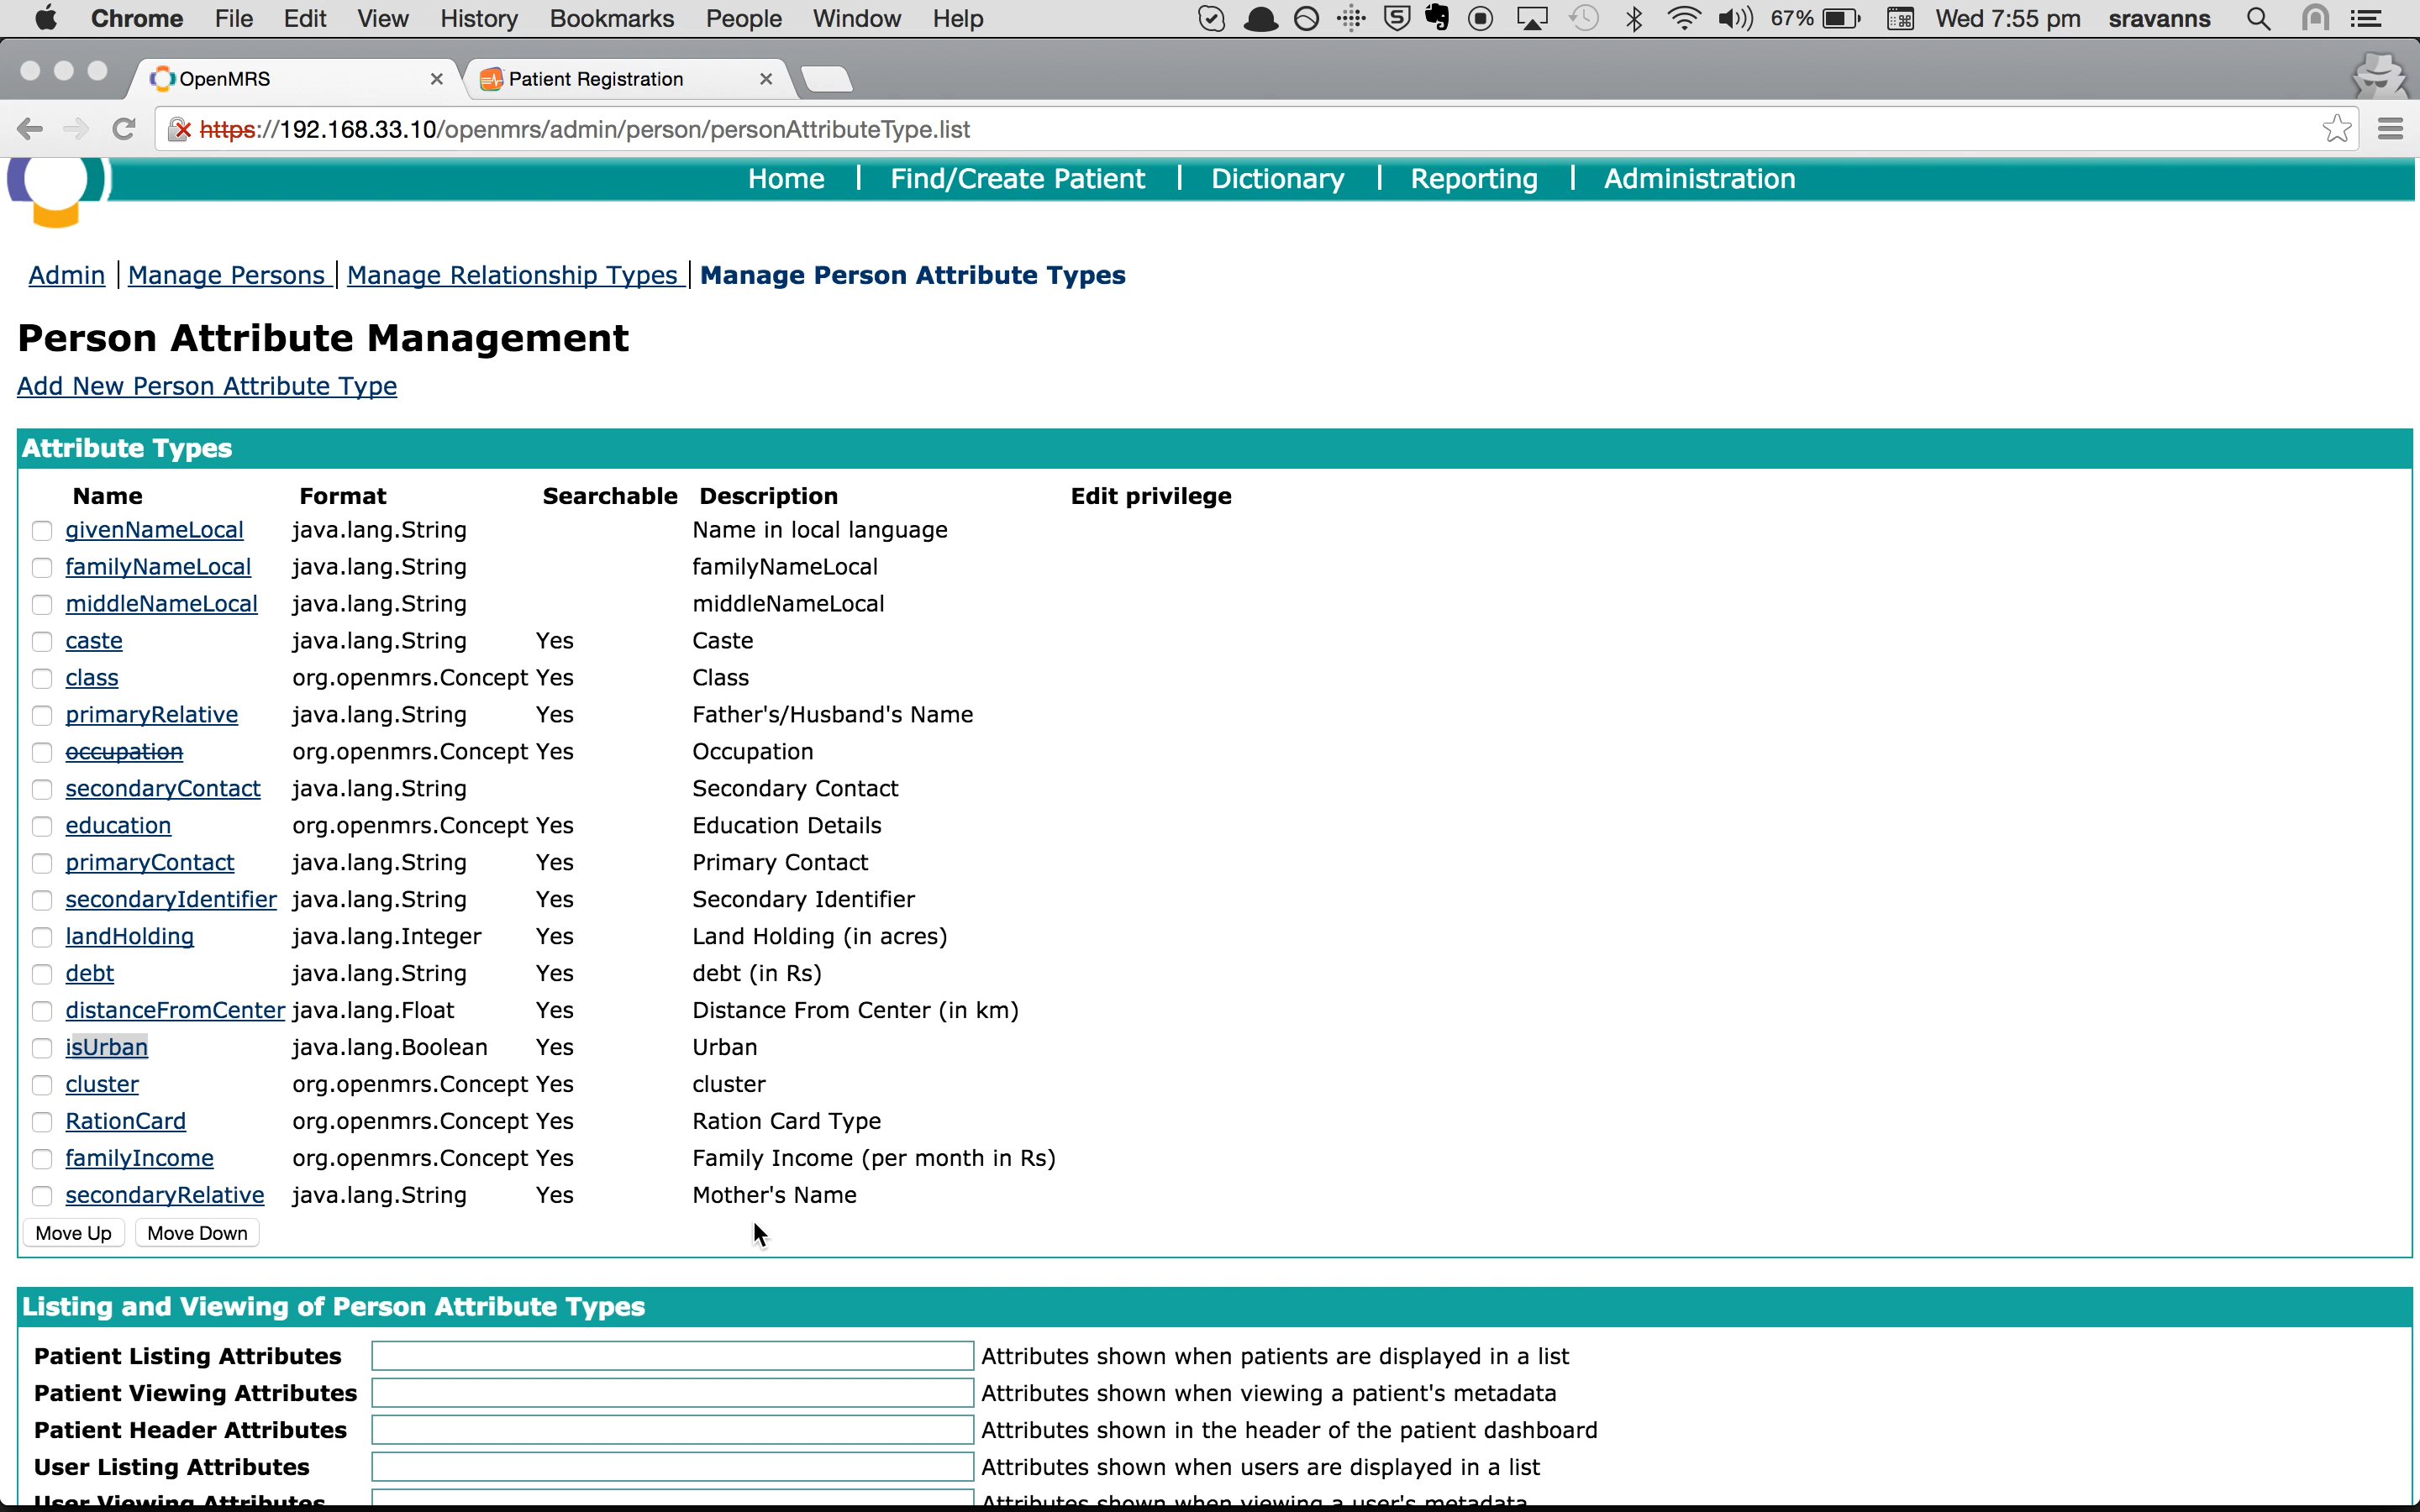 Chrome File Edit View History Bookmarks People Window Help 67% Wed 7:55 pm sravanns
OpenMRS Patient Registration
https://192.168.33.10/openmrs/admin/person/personAttributeType.list
Home | Find/Create Patient | Dictionary | Reporting | Administration
Admin | Manage Persons | Manage Relationship Types | Manage Person Attribute Types
Person Attribute Management
Add New Person Attribute Type
Attribute Types
Name Format Searchable Description Edit privilege
givenNameLocal java.lang.String Name in local language
familyNameLocal java.lang.String familyNameLocal
middleNameLocal java.lang.String middleNameLocal
caste java.lang.String Yes Caste
class org.openmrs.Concept Yes Class
primaryRelative java.lang.String Yes Father's/Husband's Name
occupation org.openmrs.Concept Yes Occupation
secondaryContact java.lang.String Secondary Contact
education org.openmrs.Concept Yes Education Details
primaryContact java.lang.String Yes Primary Contact
secondaryIdentifier java.lang.String Yes Secondary Identifier
landHolding java.lang.Integer Yes Land Holding (in acres)
debt java.lang.String Yes debt (in Rs)
distanceFromCenter java.lang.Float Yes Distance From Center (in km)
isUrban java.lang.Boolean Yes Urban
cluster org.openmrs.Concept Yes cluster
RationCard org.openmrs.Concept Yes Ration Card Type
familyIncome org.openmrs.Concept Yes Family Income (per month in Rs)
secondaryRelative java.lang.String Yes Mother's Name
Move Up Move Down
Listing and Viewing of Person Attribute Types
Patient Listing Attributes Attributes shown when patients are displayed in a list
Patient Viewing Attributes Attributes shown when viewing a patient's metadata
Patient Header Attributes Attributes shown in the header of the patient dashboard
User Listing Attributes Attributes shown when users are displayed in a list
User Viewing Attributes Attributes shown when viewing a user's metadata